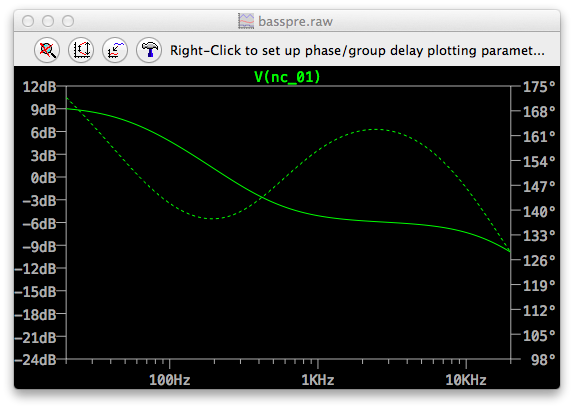 basspre.raw
Right-Click to set up phase/group delay plotting paramet...
V(nc_01)
12dB 175°
9dB 168°
6dB 161°
3dB 154°
0dB 147°
-3dB 140°
-6dB 133°
-9dB 126°
-12dB 119°
-15dB 112°
-18dB 105°
-21dB 98°
-24dB
100Hz 1KHz 10KHz